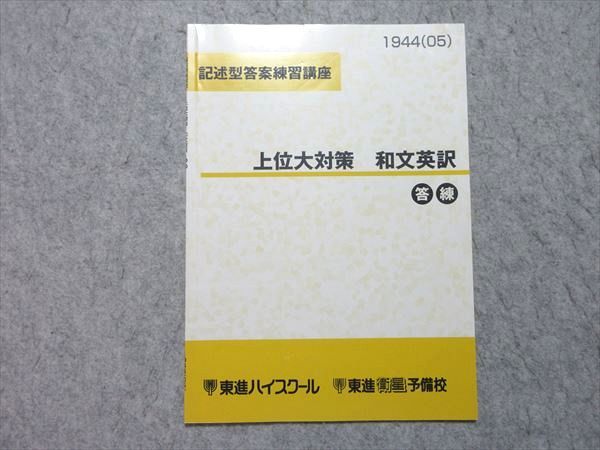 1944(05)
記述型答案練習講座
上位大対策 和文英訳
答練
東進ハイスクール 東進衛星予備校